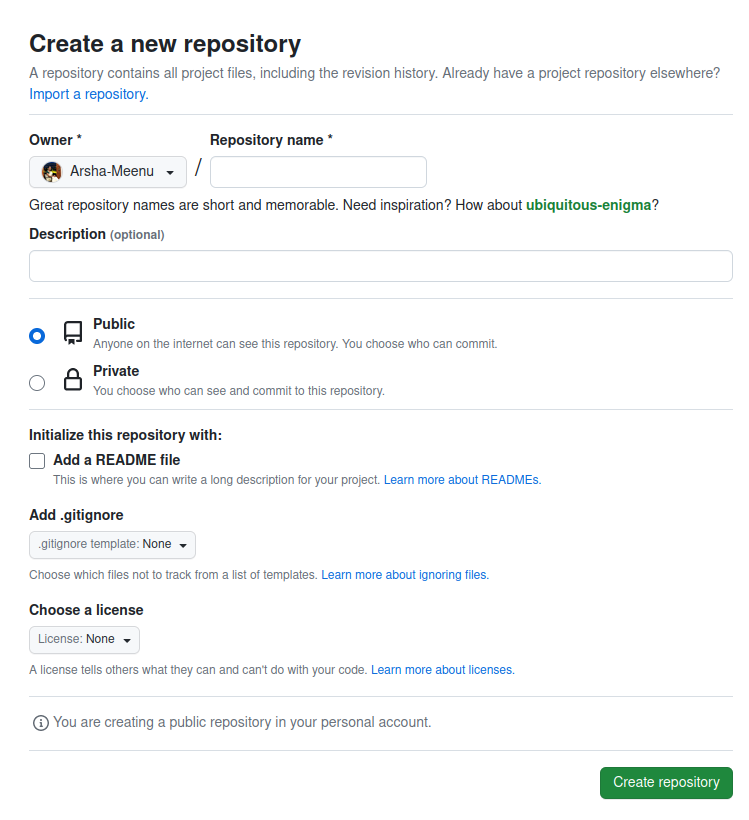 Create a new repository
A repository contains all project files, including the revision history. Already have a project repository elsewhere?
Import a repository.
Owner * Repository name *
Arsha-Meenu /
Great repository names are short and memorable. Need inspiration? How about ubiquitous-enigma?
Description (optional)
Public
Anyone on the internet can see this repository. You choose who can commit.
Private
You choose who can see and commit to this repository.
Initialize this repository with:
Add a README file
This is where you can write a long description for your project. Learn more about READMEs.
Add .gitignore
.gitignore template: None
Choose which files not to track from a list of templates. Learn more about ignoring files.
Choose a license
License: None
A license tells others what they can and can't do with your code. Learn more about licenses.
You are creating a public repository in your personal account.
Create repository